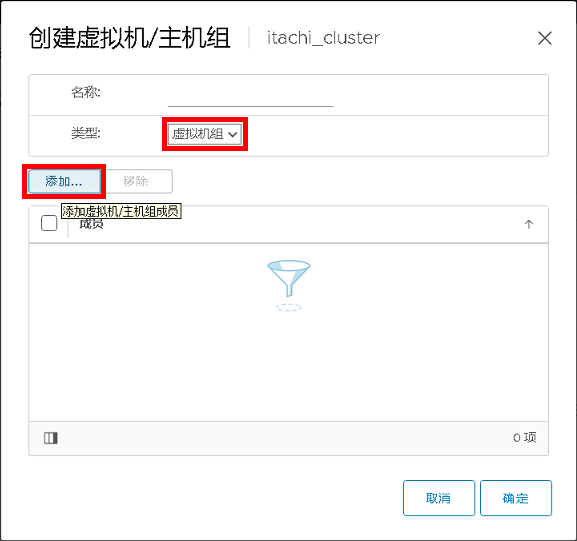 创建虚拟机/主机组 itachi_cluster
名称:
类型: 虚拟机组
添加... 移除
添加虚拟机/主机组成员
成员
0 项
取消 确定